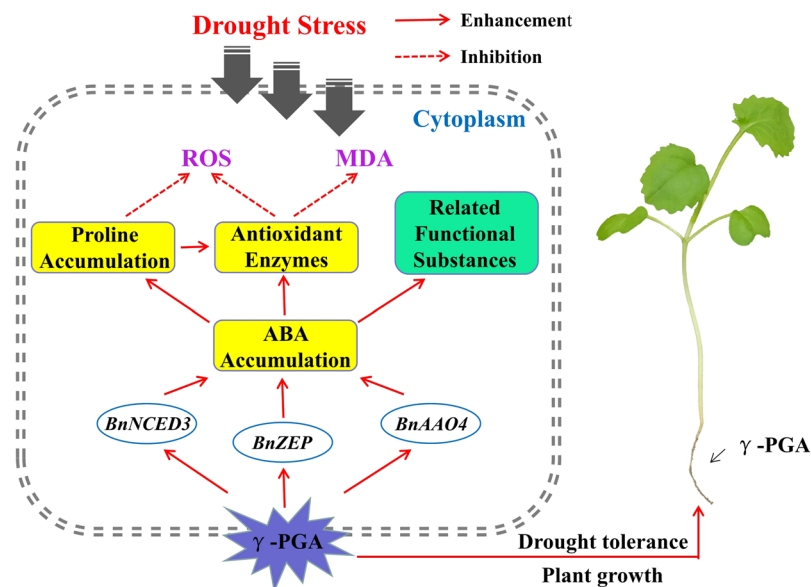 Drought Stress
Enhancement
Inhibition
Cytoplasm
ROS
MDA
Proline
Accumulation
Antioxidant
Enzymes
Related
Functional
Substances
ABA
Accumulation
BnNCED3
BnZEP
BnAAO4
γ -PGA
γ -PGA
Drought tolerance
Plant growth